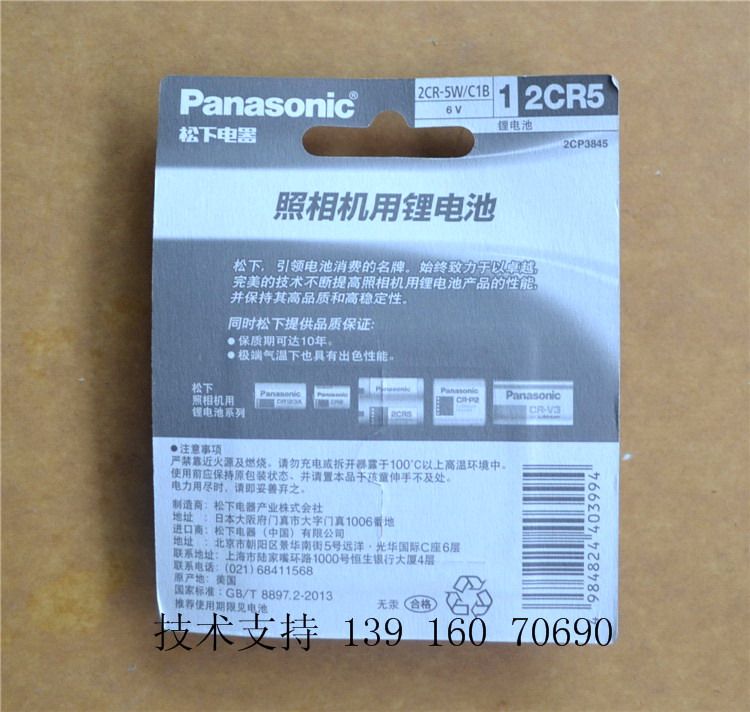 Panasonic®
松下电器
2CR-5W/C1B
6V
1 2CR5
锂电池
2CP3845
照相机用锂电池
松下，引领电池消费的名牌。始终致力于以卓越，
完美的技术不断提高照相机用锂电池产品的性能，
并保持其高品质和高稳定性。
同时松下提供品质保证：
●保质期可达10年。
●极端气温下也具有出色性能。
松下
照相机用
锂电池系列
Panasonic
CR123A
Panasonic
CR2
Panasonic
2CR5
Panasonic
CR-P2
Panasonic
CR-V3
●注意事项
严禁靠近火源及燃烧。请勿充电或拆开暴露于100℃以上高温环境中。
使用前应保持原包装状态、并请置本品于孩童伸手不及处。
电力用尽时、请即妥善弃之。
制造商：松下电器产业株式会社
地址：日本大阪府门真市大字门真1006番地
进口商：松下电器（中国）有限公司
地址：北京市朝阳区景华南街5号远洋·光华国际C座6层
联系地址：上海市陆家嘴环路1000号恒生银行大厦4层
联系电话：(021) 68411568
原产地：美国
国家标准：GB/T 8897.2-2013
推荐使用期限见电池
无汞
合格
984824 403994
技术支持 139 160 70690